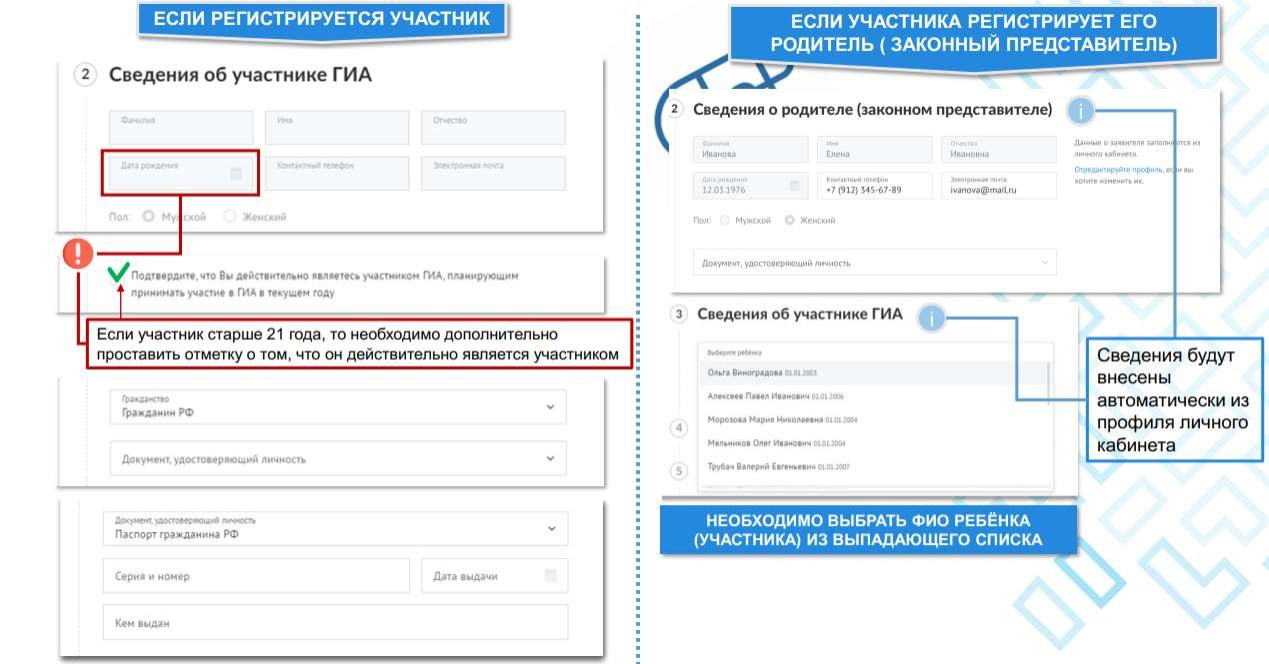 ЕСЛИ РЕГИСТРИРУЕТСЯ УЧАСТНИК
2 Сведения об участнике ГИА
Фамилия Имя Отчество
Дата рождения Контактный телефон Электронная почта
Пол: Мужской Женский
!
Подтвердите, что Вы действительно являетесь участником ГИА, планирующим
принимать участие в ГИА в текущем году
Если участник старше 21 года, то необходимо дополнительно
проставить отметку о том, что он действительно является участником
Гражданство
Гражданин РФ
Документ, удостоверяющий личность
Документ, удостоверяющий личность
Паспорт гражданина РФ
Серия и номер Дата выдачи
Кем выдан
ЕСЛИ УЧАСТНИКА РЕГИСТРИРУЕТ ЕГО
РОДИТЕЛЬ ( ЗАКОННЫЙ ПРЕДСТАВИТЕЛЬ)
2 Сведения о родителе (законном представителе) i
Фамилия Имя Отчество
Иванова Елена Ивановна
Дата рождения Контактный телефон Электронная почта
12.03.1976 +7 (912) 345-67-89 ivanova@mail.ru
Данные о заявителе заполняются из
личного кабинета.
Отредактируйте профиль, если вы
хотите изменить их.
Пол: Мужской Женский
Документ, удостоверяющий личность
3 Сведения об участнике ГИА i
Выберите ребёнка
Ольга Виноградова 01.01.2003
Алексеев Павел Иванович 01.01.2006
4 Морозова Мария Николаевна 01.01.2004
Мельников Олег Иванович 01.01.2004
5 Трубач Валерий Евгеньевич 01.01.2007
Сведения будут
внесены
автоматически из
профиля личного
кабинета
НЕОБХОДИМО ВЫБРАТЬ ФИО РЕБЁНКА
(УЧАСТНИКА) ИЗ ВЫПАДАЮЩЕГО СПИСКА